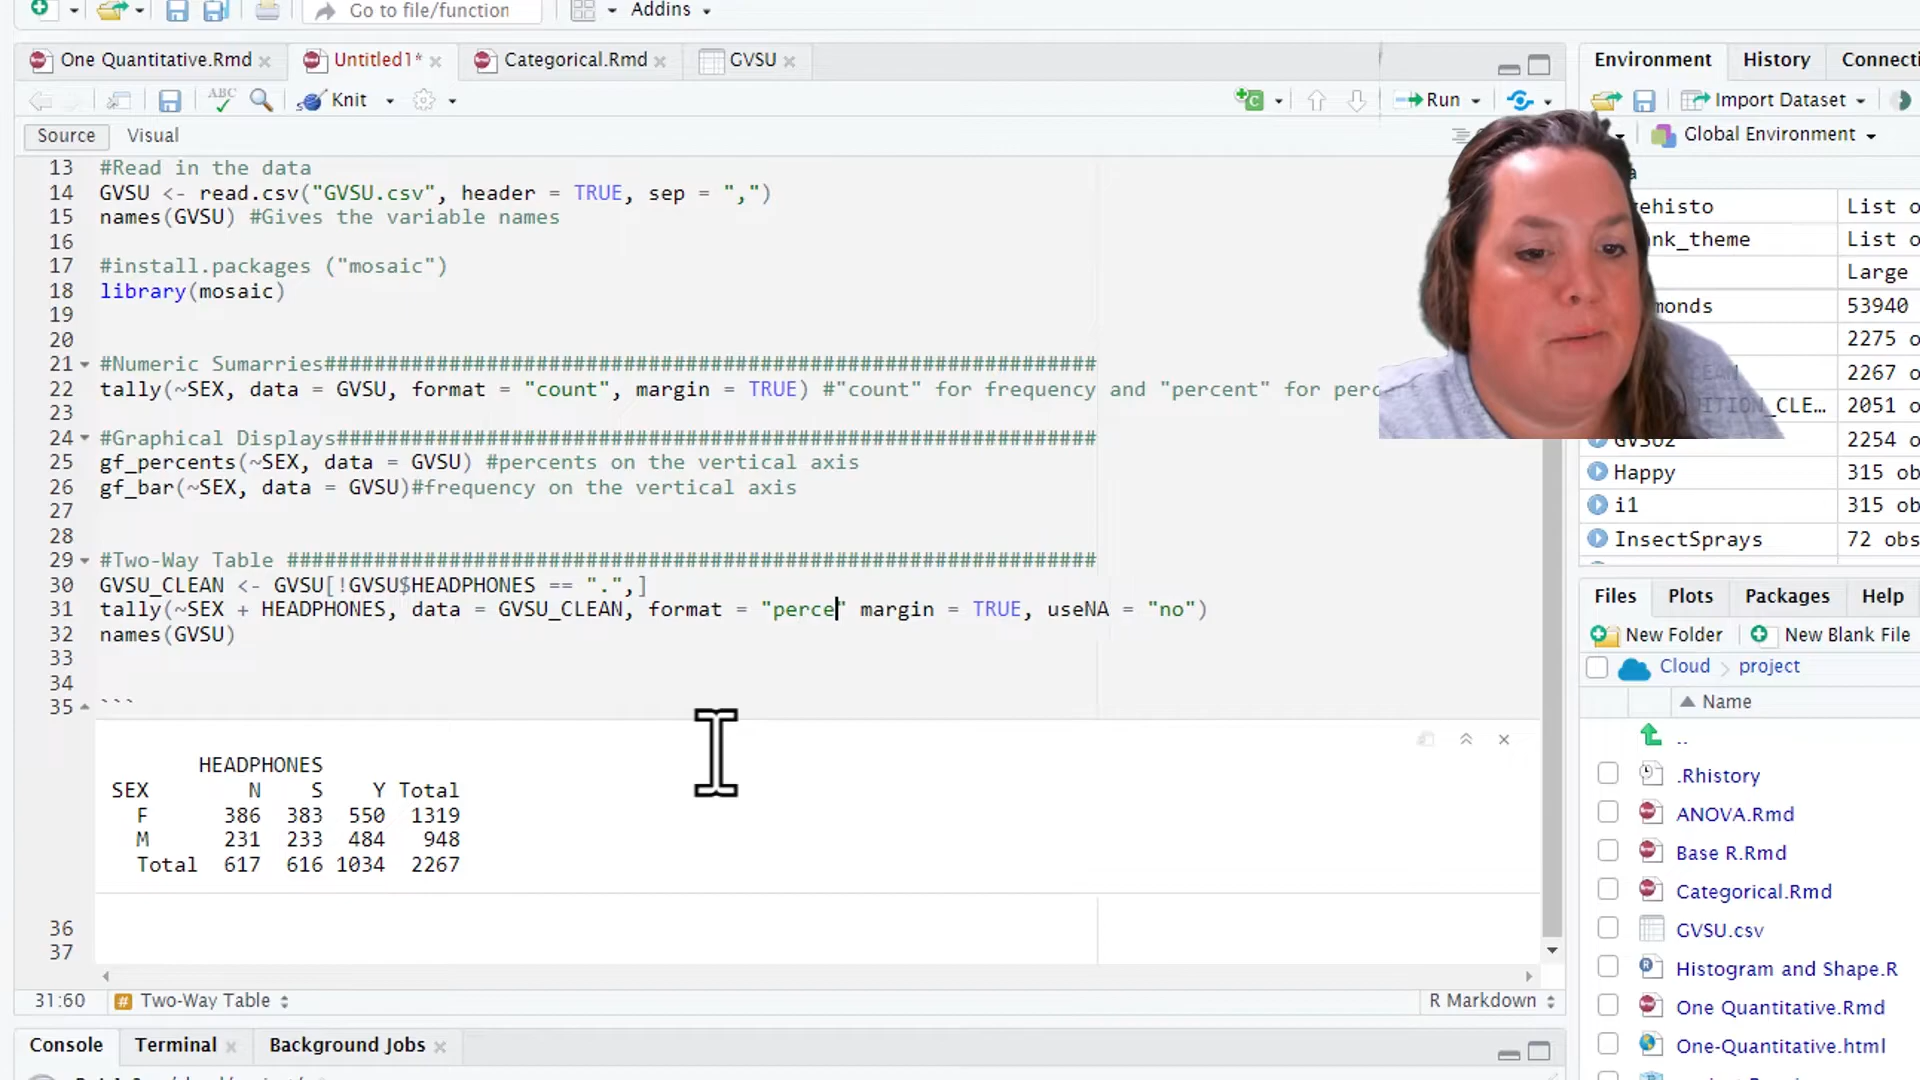 Go to file/function
Addins
One Quantitative.Rmd
Untitled1*
Categorical.Rmd
GVSU
Environment
History
Connecti
ABC
Knit
Run
Import Dataset
Source
Visual
Global Environment
13 #Read in the data
14 GVSU <- read.csv("GVSU.csv", header = TRUE, sep = ",")
15 names(GVSU) #Gives the variable names
16
17 #install.packages ("mosaic")
18 library(mosaic)
19
20
21 #Numeric Sumarries##############################################################
22 tally(~SEX, data = GVSU, format = "count", margin = TRUE) #"count" for frequency and "percent" for percent
23
24 #Graphical Displays#############################################################
25 gf_percents(~SEX, data = GVSU) #percents on the vertical axis
26 gf_bar(~SEX, data = GVSU)#frequency on the vertical axis
27
28
29 #Two-Way Table #################################################################
30 GVSU_CLEAN <- GVSU[!GVSU$HEADPHONES == ".",]
31 tally(~SEX + HEADPHONES, data = GVSU_CLEAN, format = "perce" margin = TRUE, useNA = "no")
32 names(GVSU)
33
34
35 ```
HEADPHONES
SEX N S Y Total
F 386 383 550 1319
M 231 233 484 948
Total 617 616 1034 2267
36
37
31:60
Two-Way Table
R Markdown
Console
Terminal
Background Jobs
ehisto List o
nk_theme List o
Large
monds 53940
2275 o
2267 o
ITION_CLE… 2051 o
GVSU2 2254 o
Happy 315 ob
i1 315 ob
InsectSprays 72 obs
Files
Plots
Packages
Help
New Folder
New Blank File
Cloud
project
Name
..
.Rhistory
ANOVA.Rmd
Base R.Rmd
Categorical.Rmd
GVSU.csv
Histogram and Shape.R
One Quantitative.Rmd
One-Quantitative.html